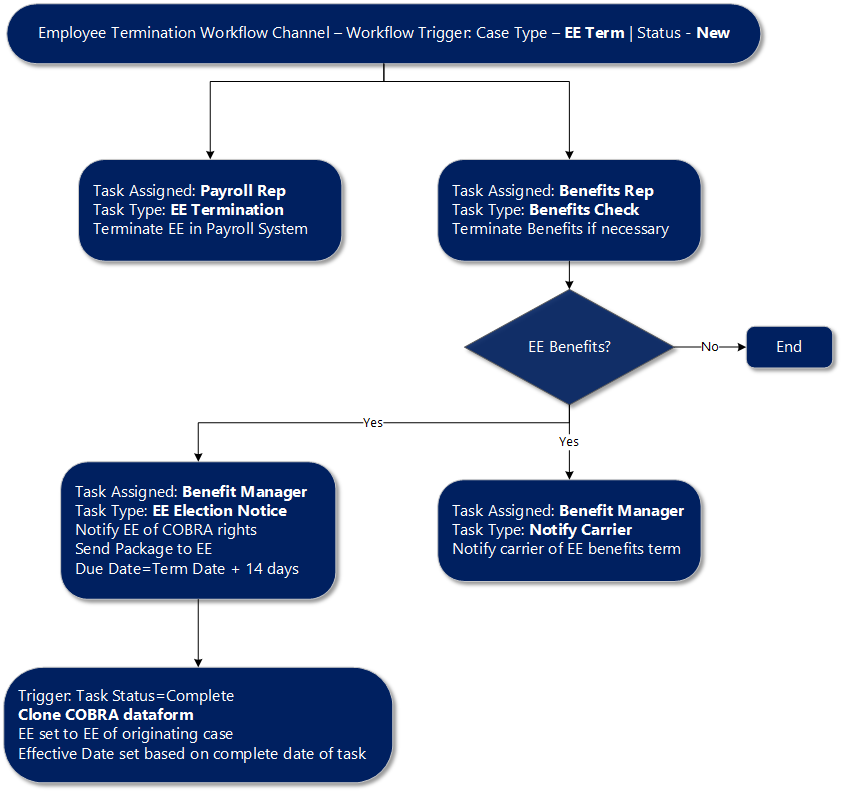 Employee Termination Workflow Channel – Workflow Trigger: Case Type – EE Term | Status - New
Task Assigned: Payroll Rep
Task Type: EE Termination
Terminate EE in Payroll System
Task Assigned: Benefits Rep
Task Type: Benefits Check
Terminate Benefits if necessary
EE Benefits?
No
End
Yes
Yes
Task Assigned: Benefit Manager
Task Type: EE Election Notice
Notify EE of COBRA rights
Send Package to EE
Due Date=Term Date + 14 days
Task Assigned: Benefit Manager
Task Type: Notify Carrier
Notify carrier of EE benefits term
Trigger: Task Status=Complete
Clone COBRA dataform
EE set to EE of originating case
Effective Date set based on complete date of task